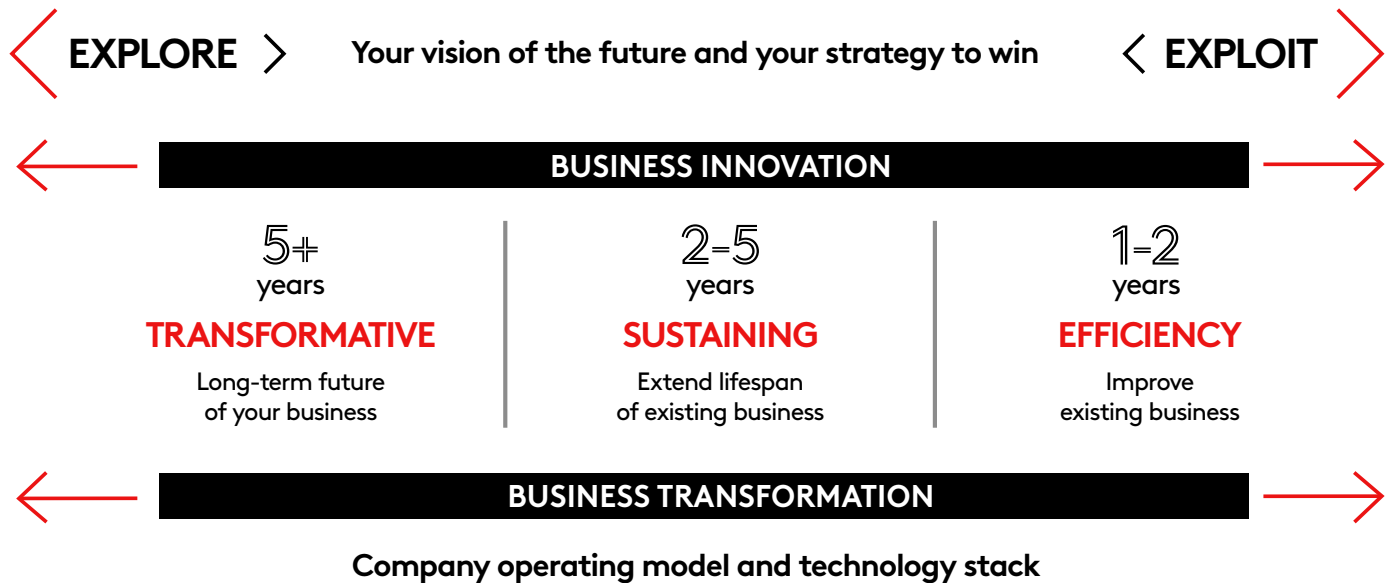 EXPLORE
Your vision of the future and your strategy to win
EXPLOIT
BUSINESS INNOVATION
5+
years
TRANSFORMATIVE
Long-term future
of your business
2-5
years
SUSTAINING
Extend lifespan
of existing business
1-2
years
EFFICIENCY
Improve
existing business
BUSINESS TRANSFORMATION
Company operating model and technology stack